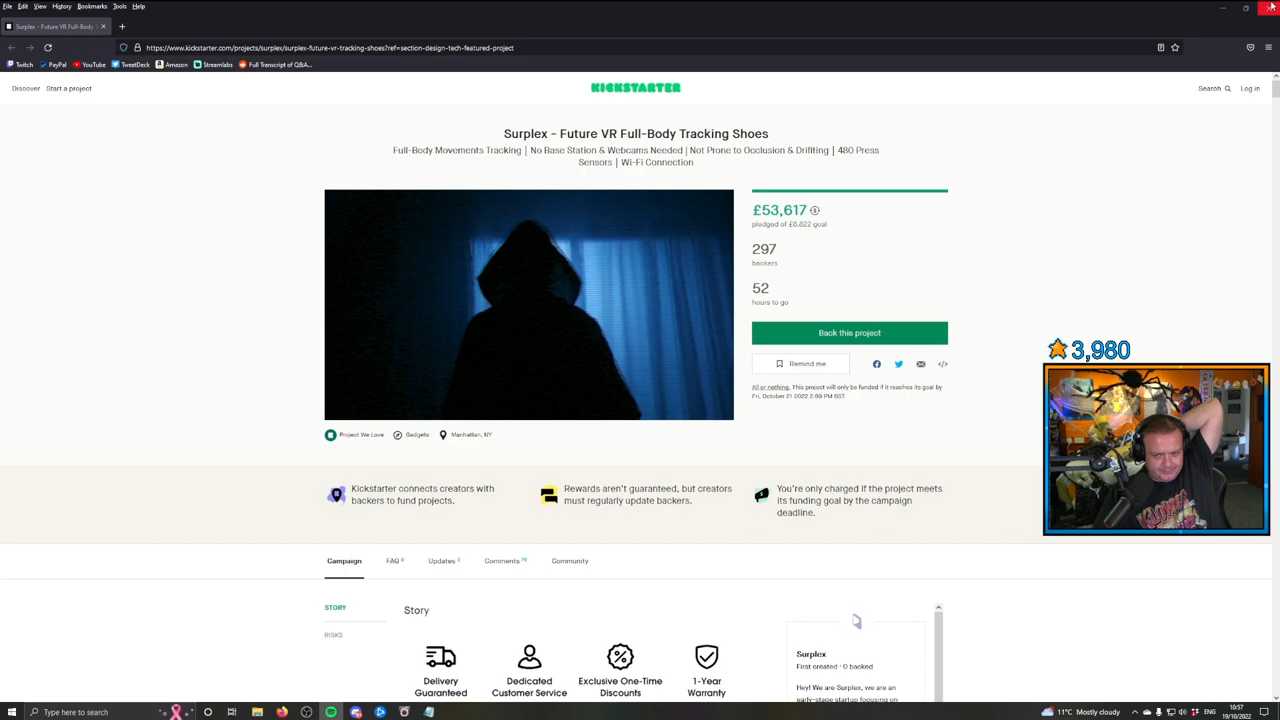 File Edit View History Bookmarks Tools Help
Surplex - Future VR Full-Body T
https://www.kickstarter.com/projects/surplex/surplex-future-vr-tracking-shoes?ref=section-design-tech-featured-project
Twitch PayPal YouTube TweetDeck Amazon Streamlabs Full Transcript of Q&A...
Discover Start a project
KICKSTARTER
Search Log in
Surplex - Future VR Full-Body Tracking Shoes
Full-Body Movements Tracking | No Base Station & Webcams Needed | Not Prone to Occlusion & Drifiting | 480 Press
Sensors | Wi-Fi Connection
£53,617
pledged of £8,822 goal
297
backers
52
hours to go
Back this project
Remind me
All or nothing. This project will only be funded if it reaches its goal by
Fri, October 21 2022 2:59 PM BST.
Project We Love Gadgets Manhattan, NY
3,980
Kickstarter connects creators with
backers to fund projects.
Rewards aren't guaranteed, but creators
must regularly update backers.
You're only charged if the project meets
its funding goal by the campaign
deadline.
Campaign FAQ Updates Comments Community
STORY
RISKS
Story
Delivery
Guaranteed
Dedicated
Customer Service
Exclusive One-Time
Discounts
1-Year
Warranty
Surplex
First created · 0 backed
Hey! We are Surplex, we are an
early-stage startup focusing on
Type here to search
11°C Mostly cloudy
ENG
10:57
19/10/2022